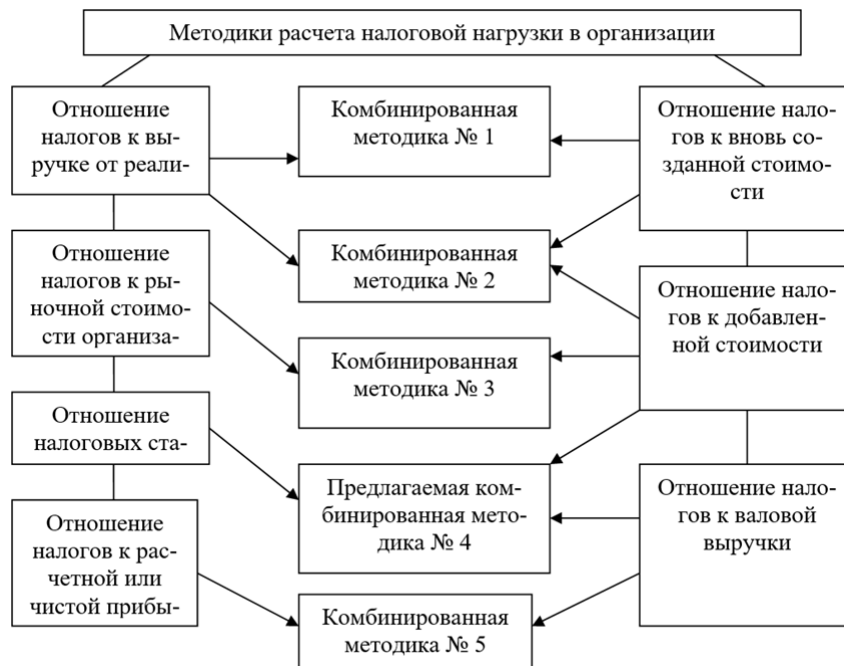 Методики расчета налоговой нагрузки в организации
Отношение
налогов к вы-
ручке от реали-
Комбинированная
методика № 1
Отношение нало-
гов к вновь со-
зданной стоимо-
сти
Отношение
налогов к ры-
ночной стоимо-
сти организа-
Комбинированная
методика № 2
Отношение нало-
гов к добавлен-
ной стоимости
Комбинированная
методика № 3
Отношение
налоговых ста-
Предлагаемая ком-
бинированная мето-
дика № 4
Отношение нало-
гов к валовой
выручки
Отношение
налогов к рас-
четной или
чистой прибы-
Комбинированная
методика № 5